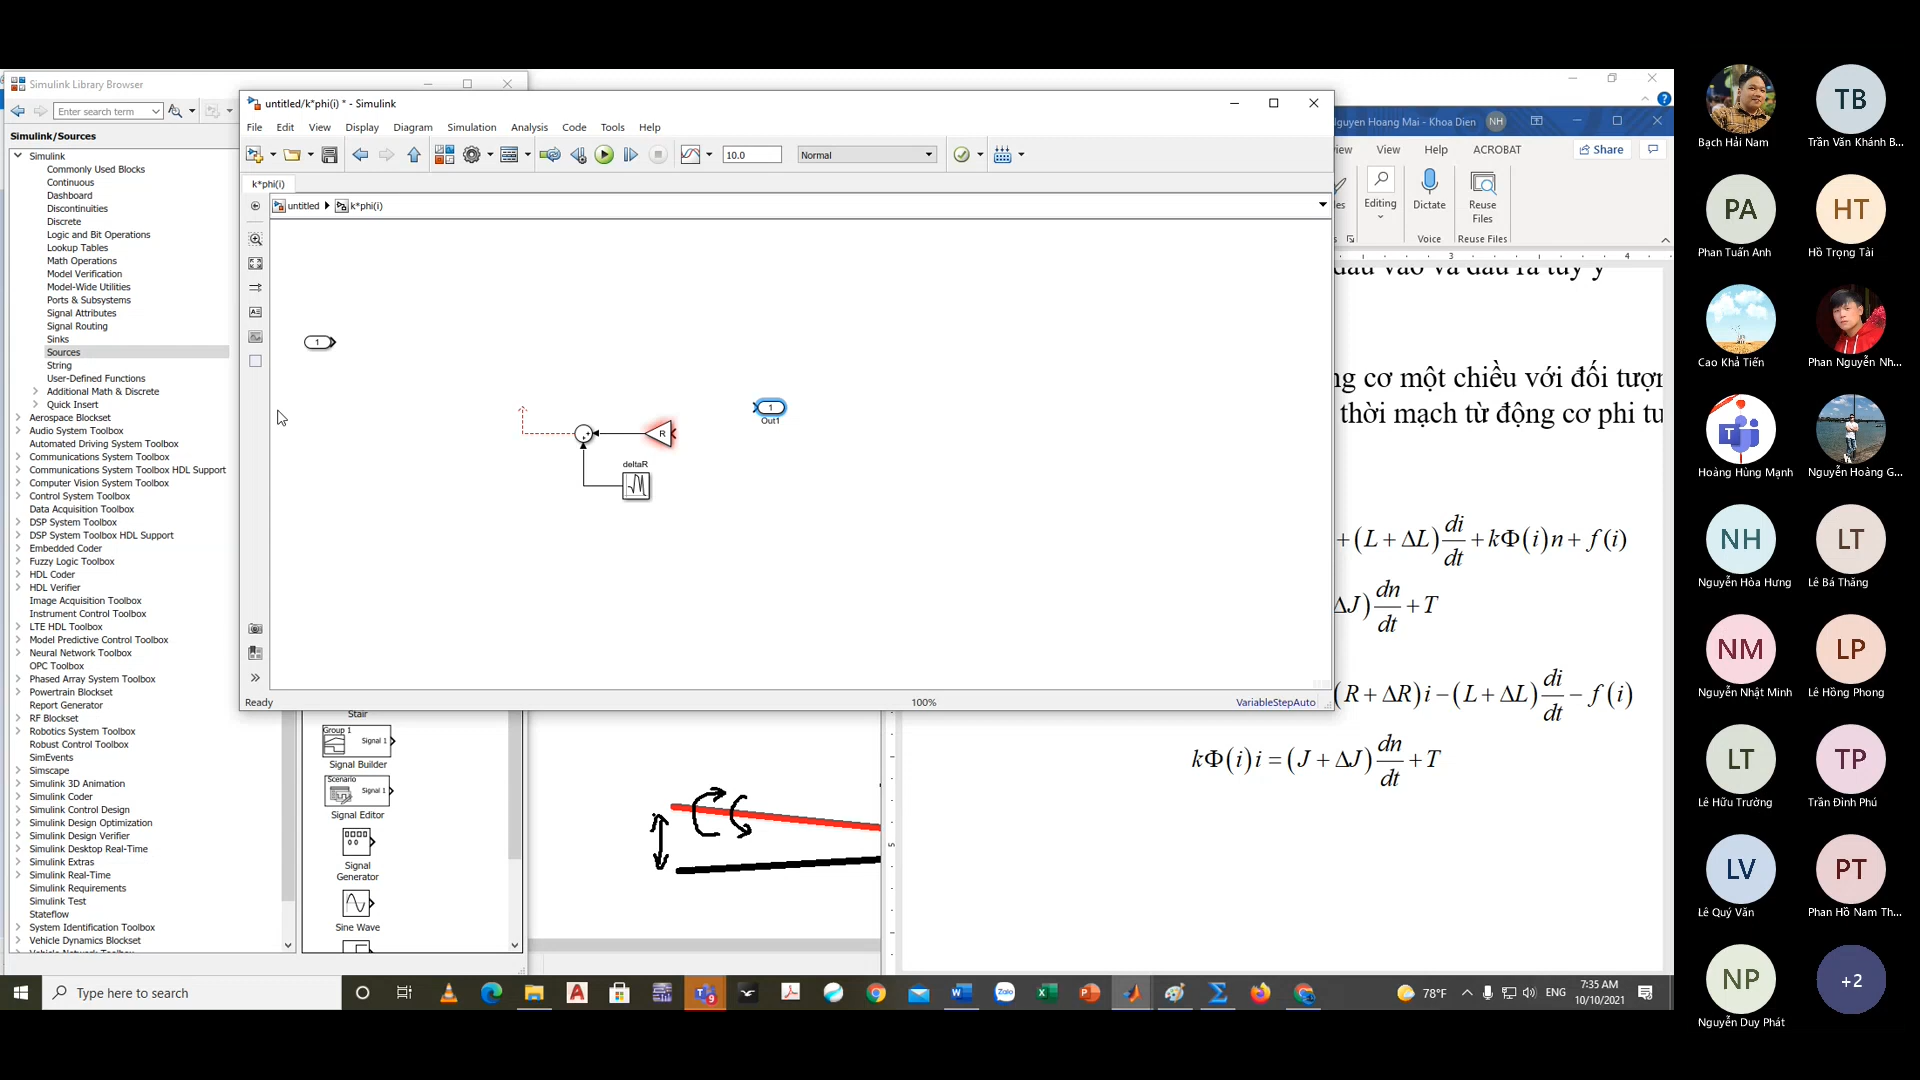 Simulink Library Browser
Enter search term
Simulink/Sources
Simulink
Commonly Used Blocks
Continuous
Dashboard
Discontinuities
Discrete
Logic and Bit Operations
Lookup Tables
Math Operations
Model Verification
Model-Wide Utilities
Ports & Subsystems
Signal Attributes
Signal Routing
Sinks
Sources
String
User-Defined Functions
Additional Math & Discrete
Quick Insert
Aerospace Blockset
Audio System Toolbox
Automated Driving System Toolbox
Communications System Toolbox
Communications System Toolbox HDL Support
Computer Vision System Toolbox
Control System Toolbox
Data Acquisition Toolbox
DSP System Toolbox
DSP System Toolbox HDL Support
Embedded Coder
Fuzzy Logic Toolbox
HDL Coder
HDL Verifier
Image Acquisition Toolbox
Instrument Control Toolbox
LTE HDL Toolbox
Model Predictive Control Toolbox
Neural Network Toolbox
OPC Toolbox
Phased Array System Toolbox
Powertrain Blockset
Report Generator
RF Blockset
Robotics System Toolbox
Robust Control Toolbox
SimEvents
Simscape
Simulink 3D Animation
Simulink Coder
Simulink Control Design
Simulink Design Optimization
Simulink Design Verifier
Simulink Desktop Real-Time
Simulink Extras
Simulink Real-Time
Simulink Requirements
Simulink Test
Stateflow
System Identification Toolbox
Vehicle Dynamics Blockset
Stair
Group 1
Signal 1
Signal Builder
Scenario
Signal 1
Signal Editor
Signal
Generator
Sine Wave
untitled/k*phi(i) * - Simulink
File Edit View Display Diagram Simulation Analysis Code Tools Help
10.0 Normal
k*phi(i)
untitled k*phi(i)
1
R
deltaR
1
Out1
Ready 100% VariableStepAuto
guyen Hoang Mai - Khoa Dien NH
View Help ACROBAT Share
Editing Dictate Reuse
Files
Voice Reuse Files
3 4
ng cơ một chiều với đối tượn
thời mạch từ động cơ phi tu
+(L+ΔL) di/dt + kΦ(i)n + f(i)
ΔJ) dn/dt + T
(R+ΔR)i−(L+ΔL) di/dt − f(i)
kΦ(i)i = (J+ΔJ) dn/dt + T
5
Type here to search
9
78°F ENG 7:35 AM
10/10/2021
Bạch Hải Nam
TB
Trần Văn Khánh B...
PA
Phan Tuấn Anh
HT
Hồ Trọng Tài
Cao Khả Tiến
Phan Nguyễn Nh...
Hoàng Hùng Mạnh
Nguyễn Hoàng G...
NH
Nguyễn Hòa Hưng
LT
Lê Bá Thăng
NM
Nguyễn Nhật Minh
LP
Lê Hồng Phong
LT
Lê Hữu Trường
TP
Trần Đình Phú
LV
Lê Quý Văn
PT
Phan Hồ Nam Th...
NP
Nguyễn Duy Phát
+2